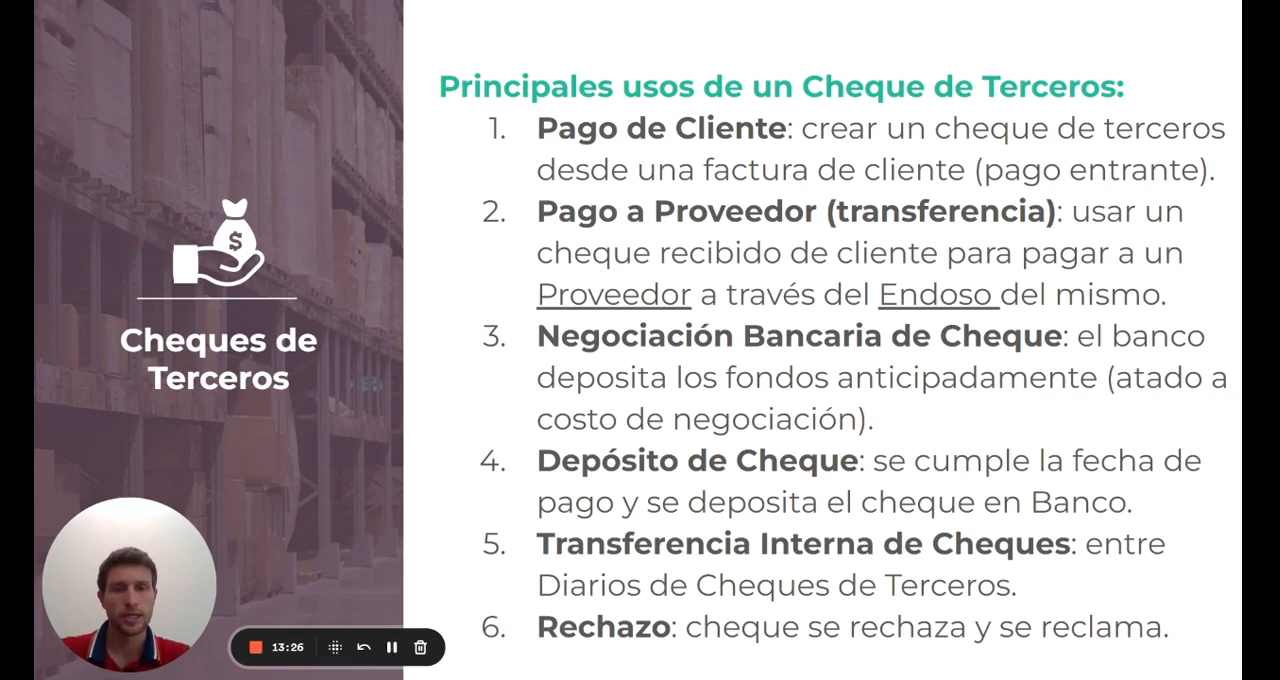 Principales usos de un Cheque de Terceros:
1. Pago de Cliente: crear un cheque de terceros
desde una factura de cliente (pago entrante).
2. Pago a Proveedor (transferencia): usar un
cheque recibido de cliente para pagar a un
Proveedor a través del Endoso del mismo.
3. Negociación Bancaria de Cheque: el banco
deposita los fondos anticipadamente (atado a
costo de negociación).
4. Depósito de Cheque: se cumple la fecha de
pago y se deposita el cheque en Banco.
5. Transferencia Interna de Cheques: entre
Diarios de Cheques de Terceros.
6. Rechazo: cheque se rechaza y se reclama.
$
Cheques de
Terceros
13:26